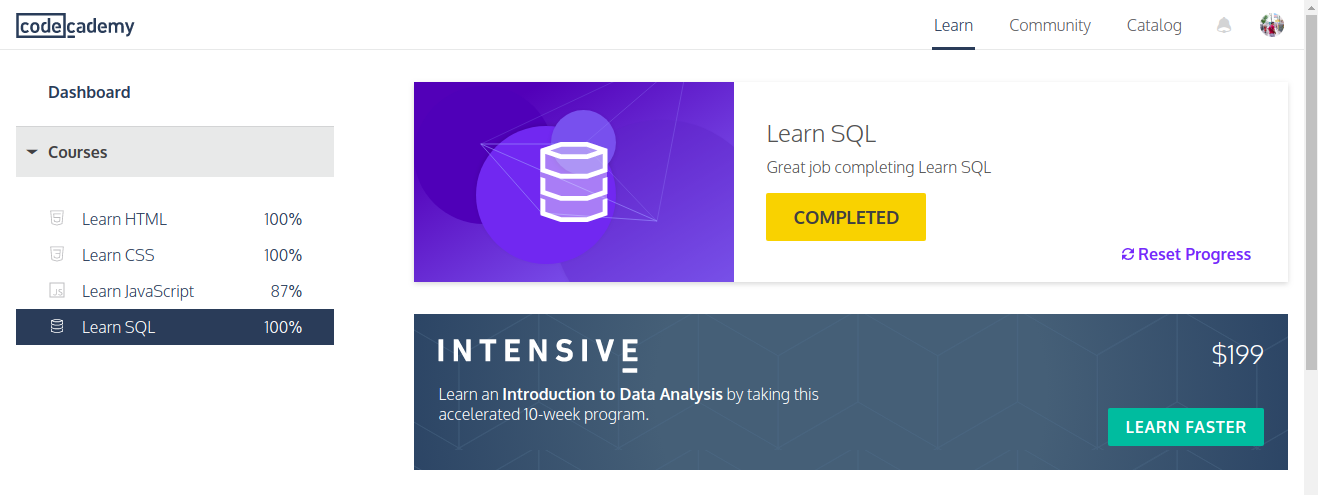 codecademy
Learn Community Catalog
Dashboard
Courses
Learn HTML 100%
Learn CSS 100%
Learn JavaScript 87%
Learn SQL 100%
Learn SQL
Great job completing Learn SQL
COMPLETED
Reset Progress
INTENSIVE
$199
Learn an Introduction to Data Analysis by taking this
accelerated 10-week program.
LEARN FASTER